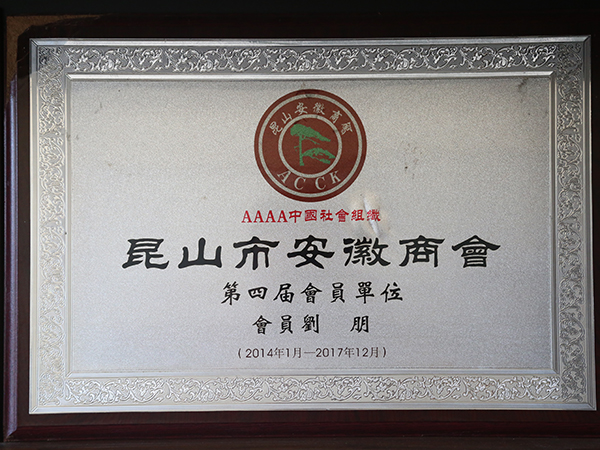 昆山安徽商會
ACCK
AAAA中國社會組織
昆山市安徽商會
第四届會員單位
會員劉　朋
（2014年1月—2017年12月）